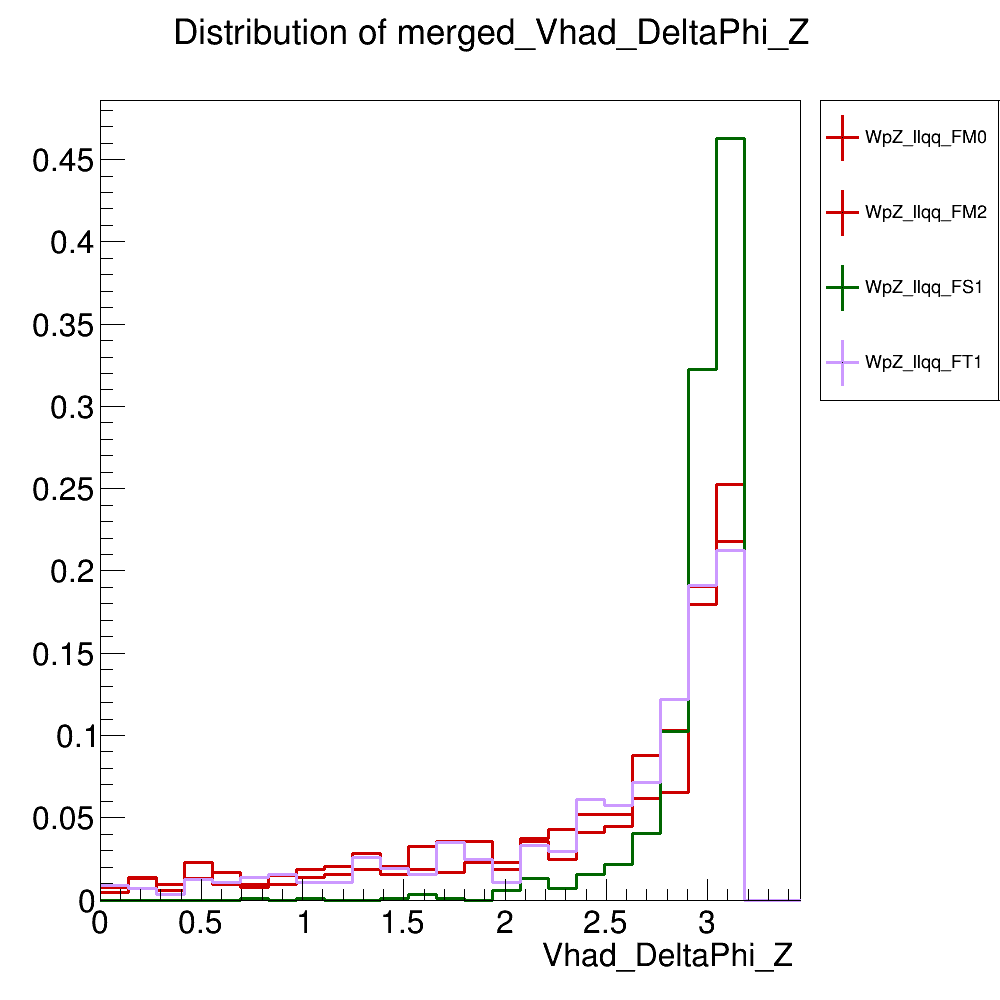 Distribution of merged_Vhad_DeltaPhi_Z
WpZ_llqq_FM0
WpZ_llqq_FM2
WpZ_llqq_FS1
WpZ_llqq_FT1
0.45
0.4
0.35
0.3
0.25
0.2
0.15
0.1
0.05
0
0 0.5 1 1.5 2 2.5 3
Vhad_DeltaPhi_Z